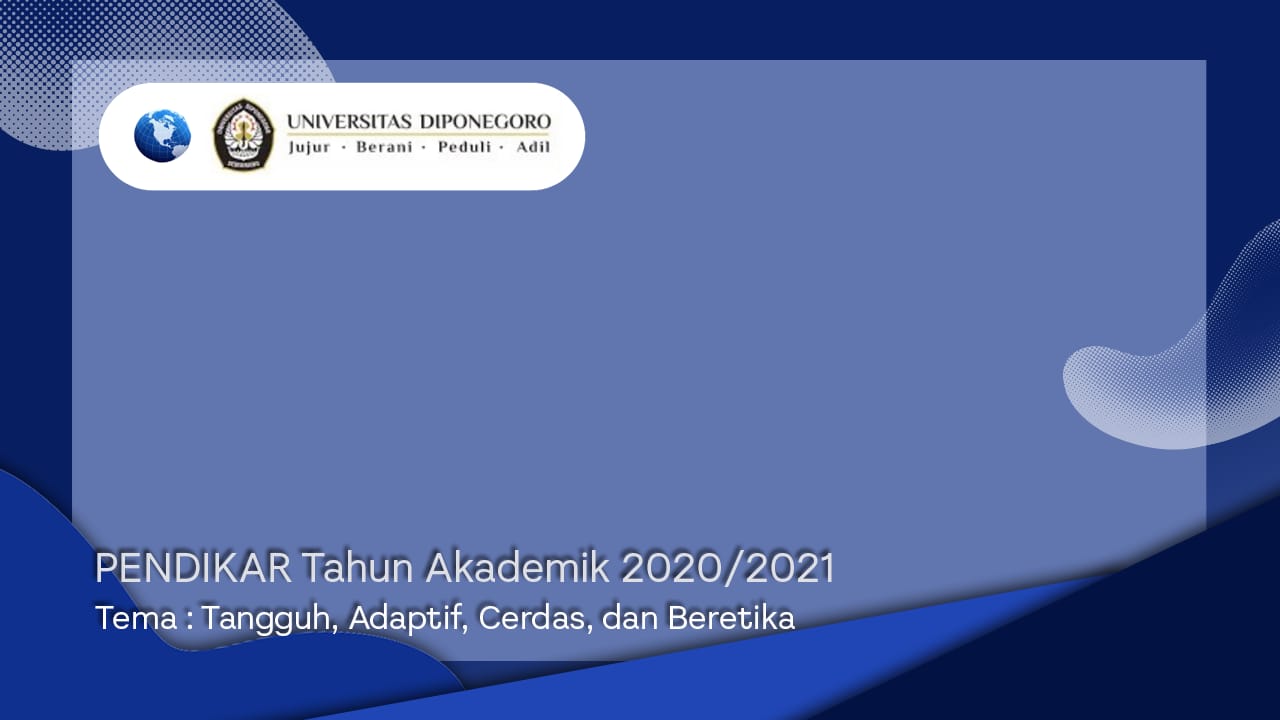 UNIVERSITAS DIPONEGORO
Jujur · Berani · Peduli · Adil
PENDIKAR Tahun Akademik 2020/2021
Tema : Tangguh, Adaptif, Cerdas, dan Beretika